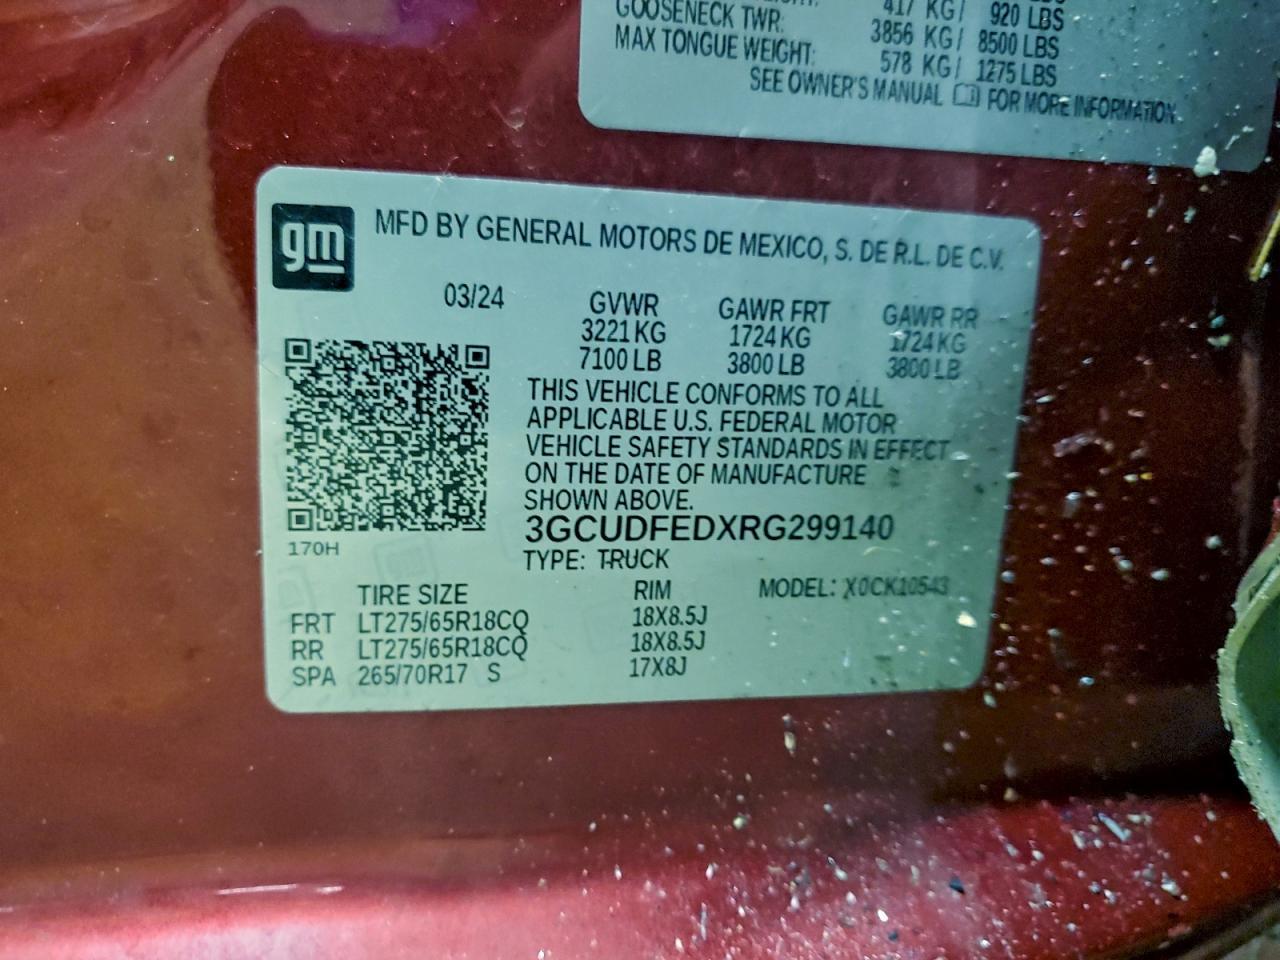 417 KG/ 920 LBS
GOOSENECK TWR: 3856 KG/ 8500 LBS
MAX TONGUE WEIGHT: 578 KG/ 1275 LBS
SEE OWNER'S MANUAL FOR MORE INFORMATION
gm
MFD BY GENERAL MOTORS DE MEXICO, S. DE R.L. DE C.V.
03/24 GVWR GAWR FRT GAWR RR
3221 KG 1724 KG 1724 KG
7100 LB 3800 LB 3800 LB
THIS VEHICLE CONFORMS TO ALL
APPLICABLE U.S. FEDERAL MOTOR
VEHICLE SAFETY STANDARDS IN EFFECT
ON THE DATE OF MANUFACTURE
SHOWN ABOVE.
3GCUDFEDXRG299140
170H
TYPE: TRUCK
TIRE SIZE RIM MODEL: X0CK10543
FRT LT275/65R18CQ 18X8.5J
RR LT275/65R18CQ 18X8.5J
SPA 265/70R17 S 17X8J